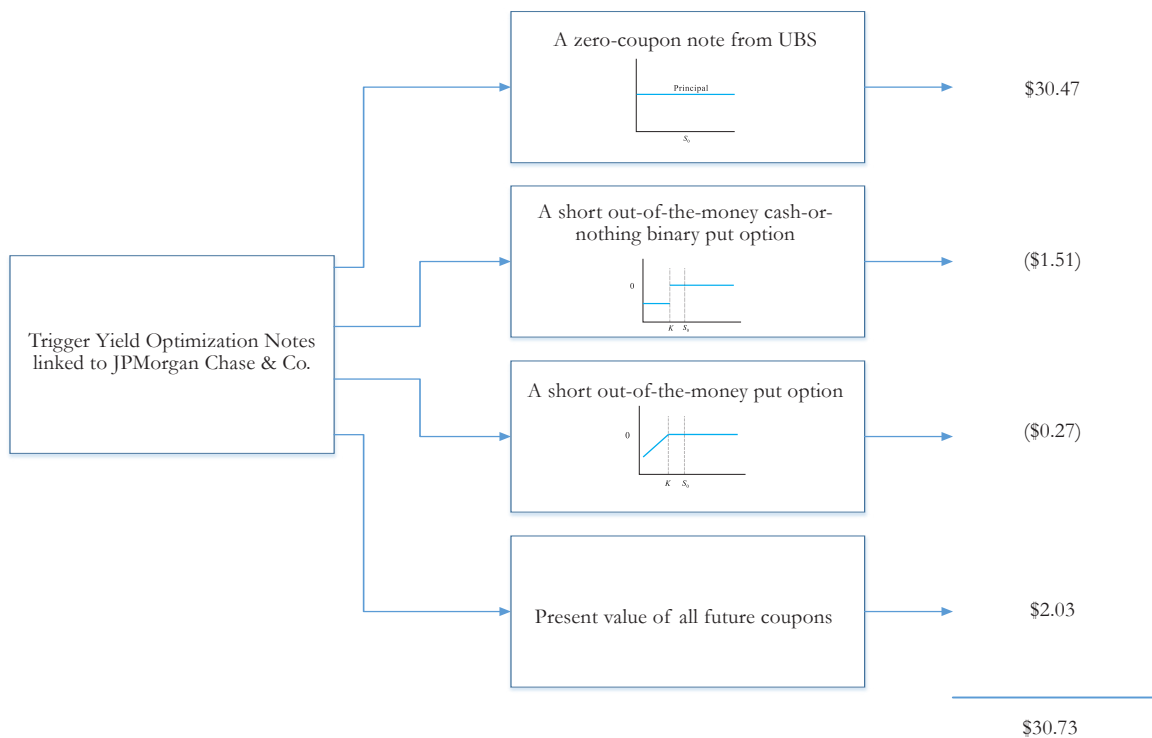 A zero-coupon note from UBS
Principal
S₀
$30.47
A short out-of-the-money cash-or-
nothing binary put option
0
K S₀
($1.51)
Trigger Yield Optimization Notes
linked to JPMorgan Chase & Co.
A short out-of-the-money put option
0
K S₀
($0.27)
Present value of all future coupons
$2.03
$30.73